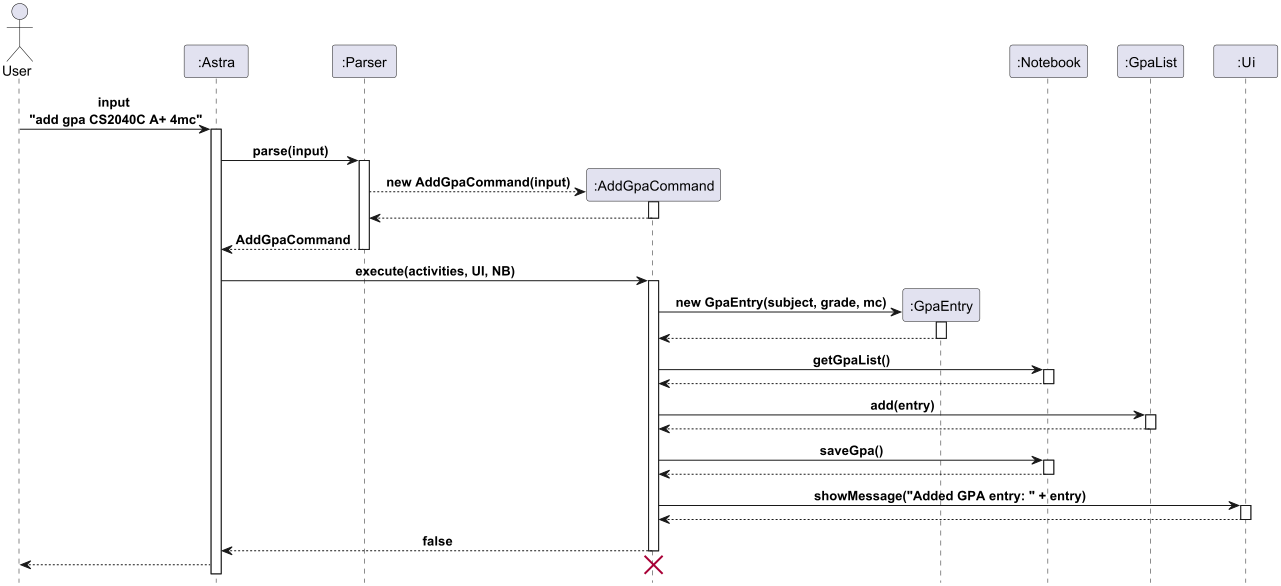 User
:Astra
:Parser
:Notebook
:GpaList
:Ui
input
"add gpa CS2040C A+ 4mc"
parse(input)
new AddGpaCommand(input)
:AddGpaCommand
AddGpaCommand
execute(activities, UI, NB)
new GpaEntry(subject, grade, mc)
:GpaEntry
getGpaList()
add(entry)
saveGpa()
showMessage("Added GPA entry: " + entry)
false